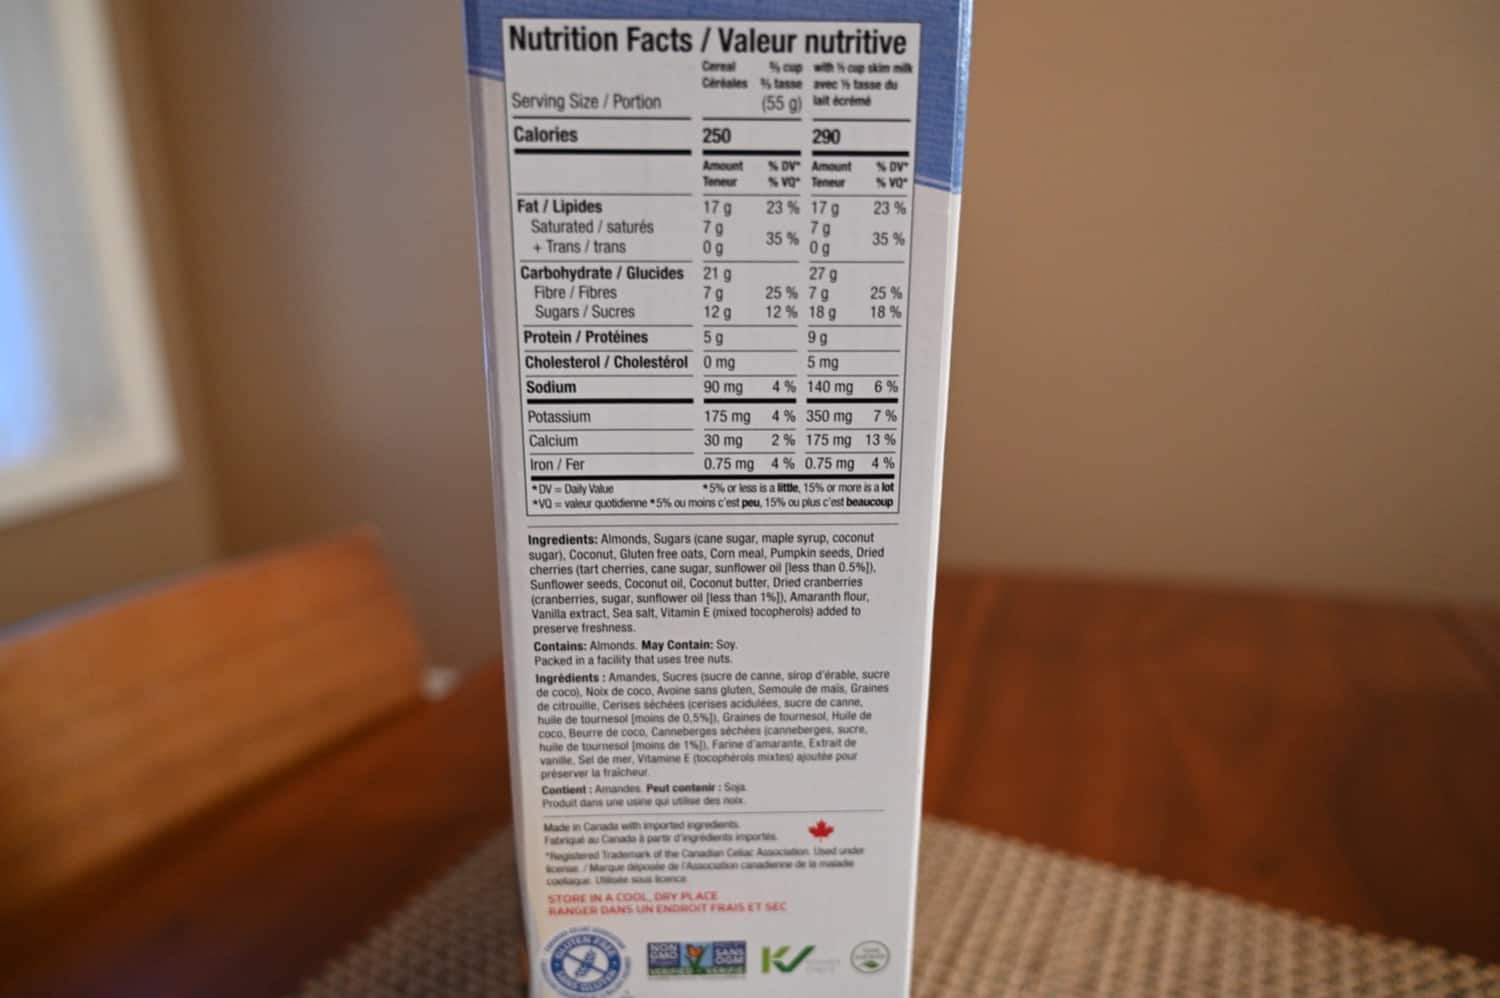 Nutrition Facts / Valeur nutritive
Cereal ⅔ cup with ½ cup skim milk
Céréales ⅔ tasse avec ½ tasse du
Serving Size / Portion (55 g) lait écrémé
Calories 250 290
Amount % DV* Amount % DV*
Teneur % VQ* Teneur % VQ*
Fat / Lipides 17 g 23 % 17 g 23 %
Saturated / saturés 7 g 7 g
35 % 35 %
+ Trans / trans 0 g 0 g
Carbohydrate / Glucides 21 g 27 g
Fibre / Fibres 7 g 25 % 7 g 25 %
Sugars / Sucres 12 g 12 % 18 g 18 %
Protein / Protéines 5 g 9 g
Cholesterol / Cholestérol 0 mg 5 mg
Sodium 90 mg 4 % 140 mg 6 %
Potassium 175 mg 4 % 350 mg 7 %
Calcium 30 mg 2 % 175 mg 13 %
Iron / Fer 0.75 mg 4 % 0.75 mg 4 %
*DV = Daily Value *5% or less is a little, 15% or more is a lot
*VQ = valeur quotidienne *5% ou moins c'est peu, 15% ou plus c'est beaucoup
Ingredients: Almonds, Sugars (cane sugar, maple syrup, coconut
sugar), Coconut, Gluten free oats, Corn meal, Pumpkin seeds, Dried
cherries (tart cherries, cane sugar, sunflower oil [less than 0.5%]),
Sunflower seeds, Coconut oil, Coconut butter, Dried cranberries
(cranberries, sugar, sunflower oil [less than 1%]), Amaranth flour,
Vanilla extract, Sea salt, Vitamin E (mixed tocopherols) added to
preserve freshness.
Contains: Almonds. May Contain: Soy.
Packed in a facility that uses tree nuts.
Ingrédients : Amandes, Sucres (sucre de canne, sirop d'érable, sucre
de coco), Noix de coco, Avoine sans gluten, Semoule de maïs, Graines
de citrouille, Cerises séchées (cerises acidulées, sucre de canne,
huile de tournesol [moins de 0,5%]), Graines de tournesol, Huile de
coco, Beurre de coco, Canneberges séchées (canneberges, sucre,
huile de tournesol [moins de 1%]), Farine d'amarante, Extrait de
vanille, Sel de mer, Vitamine E (tocophérols mixtes) ajoutée pour
préserver la fraîcheur.
Contient : Amandes. Peut contenir : Soja.
Produit dans une usine qui utilise des noix.
Made in Canada with imported ingredients.
Fabriqué au Canada à partir d'ingrédients importés.
*Registered Trademark of the Canadian Celiac Association. Used under
license. / Marque déposée de l'Association canadienne de la maladie
coeliaque. Utilisée sous licence.
STORE IN A COOL, DRY PLACE
RANGER DANS UN ENDROIT FRAIS ET SEC
GLUTEN FREE
SANS GLUTEN
NON GMO
SANS OGM
VERIFIED VERIFIÉ